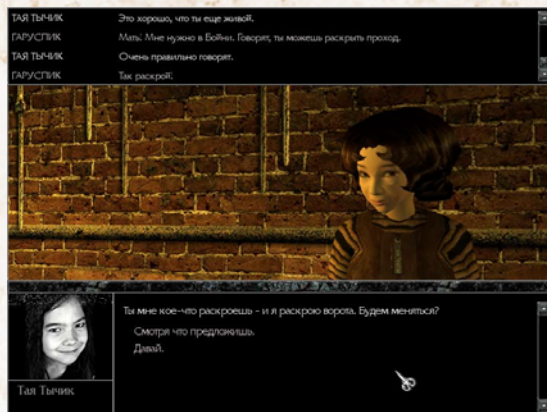 ТАЯ ТЫЧИК Это хорошо, что ты еще живой.
ГАРУСПИК Мать. Мне нужно в Бойни. Говорят, ты можешь раскрыть проход.
ТАЯ ТЫЧИК Очень правильно говорят.
ГАРУСПИК Так раскрой.
Ты мне кое-что раскроешь - и я раскрою ворота. Будем меняться?
Смотря что предложишь.
Давай.
Тая Тычик